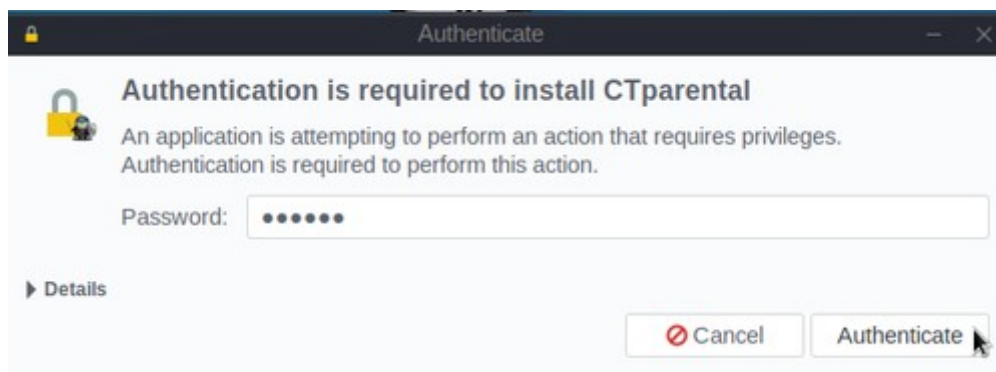 Authenticate
Authentication is required to install CTparental
An application is attempting to perform an action that requires privileges.
Authentication is required to perform this action.
Password: ●●●●●●
Details
Cancel Authenticate